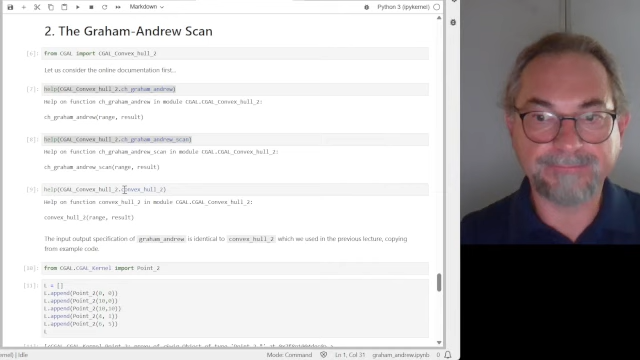 Markdown
Python 3 (ipykernel)
2. The Graham-Andrew Scan
[6]: from CGAL import CGAL_Convex_hull_2
Let us consider the online documentation first...
[7]: help(CGAL_Convex_hull_2.ch_graham_andrew)
Help on function ch_graham_andrew in module CGAL.CGAL_Convex_hull_2:
ch_graham_andrew(range, result)
[8]: help(CGAL_Convex_hull_2.ch_graham_andrew_scan)
Help on function ch_graham_andrew_scan in module CGAL.CGAL_Convex_hull_2:
ch_graham_andrew_scan(range, result)
[9]: help(CGAL_Convex_hull_2.convex_hull_2)
Help on function convex_hull_2 in module CGAL.CGAL_Convex_hull_2:
convex_hull_2(range, result)
The input output specification of graham_andrew is identical to convex_hull_2 which we used in the previous lecture, copying
from example code.
[10]: from CGAL.CGAL_Kernel import Point_2
[11]: L = []
L.append(Point_2(0, 0))
L.append(Point_2(10,0))
L.append(Point_2(10,10))
L.append(Point_2(6, 5))
L
Idle
Mode: Command
Ln 1, Col 31
graham_andrew.ipynb
0